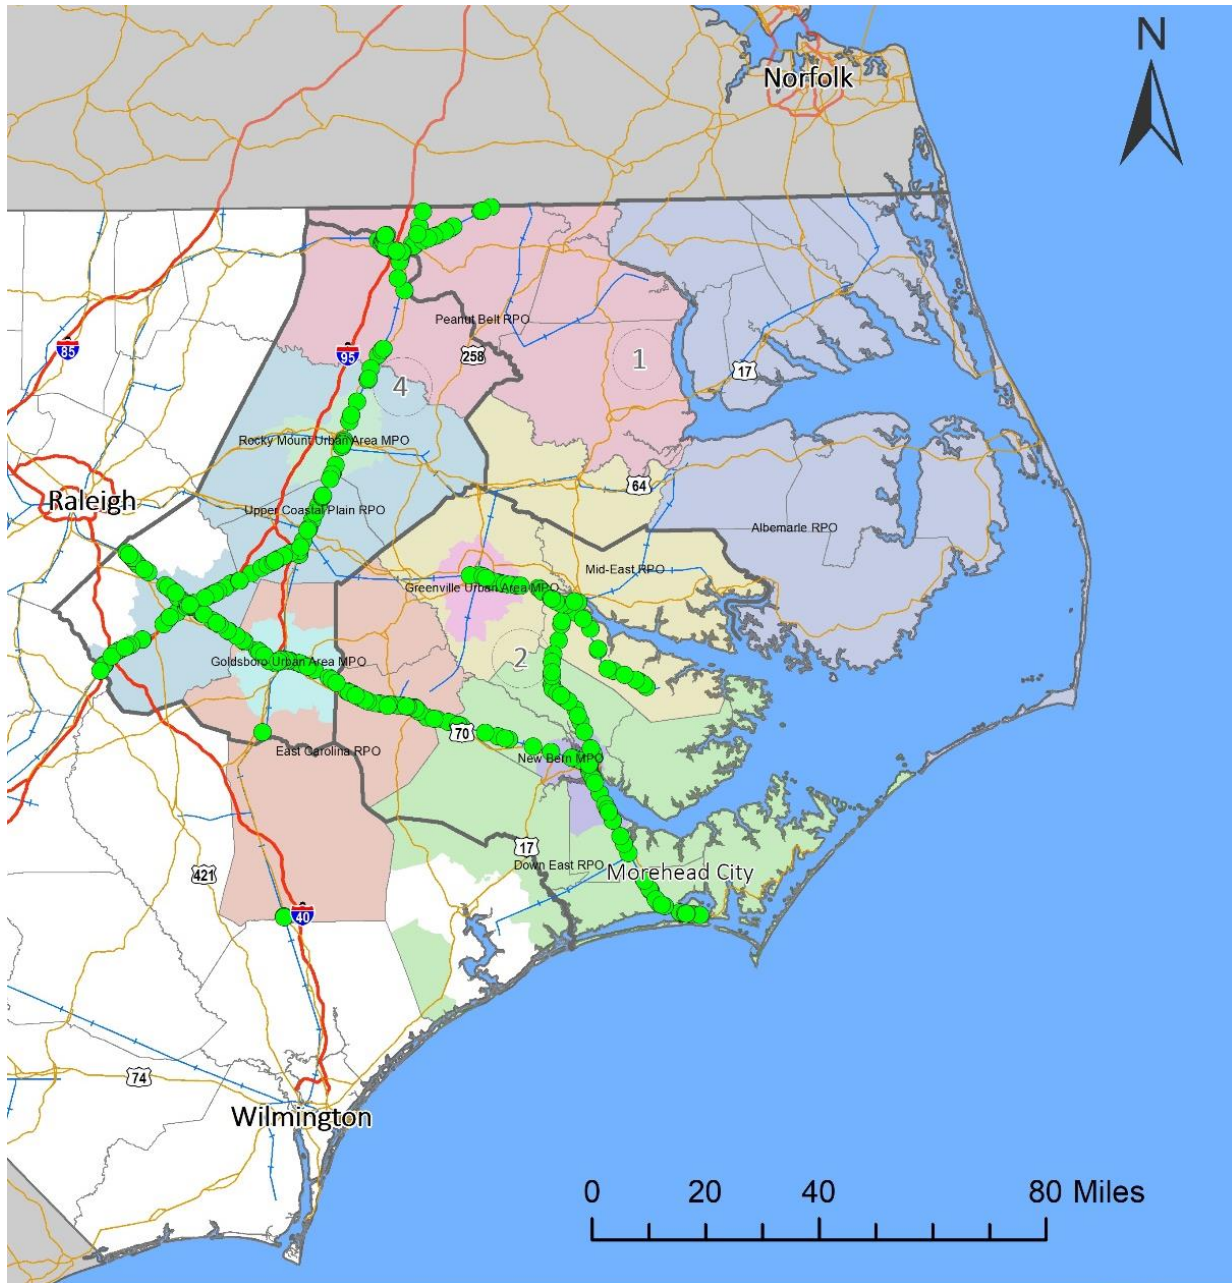 N
Norfolk
Peanut Belt RPO
85
95
258
1
17
4
Rocky Mount Urban Area MPO
64
Raleigh
Upper Coastal Plain RPO
Albemarle RPO
Mid-East RPO
Greenville Urban Area MPO
Goldsboro Urban Area MPO
2
70
East Carolina RPO
New Bern MPO
17
Down East RPO
Morehead City
421
40
74
Wilmington
0 20 40 80 Miles